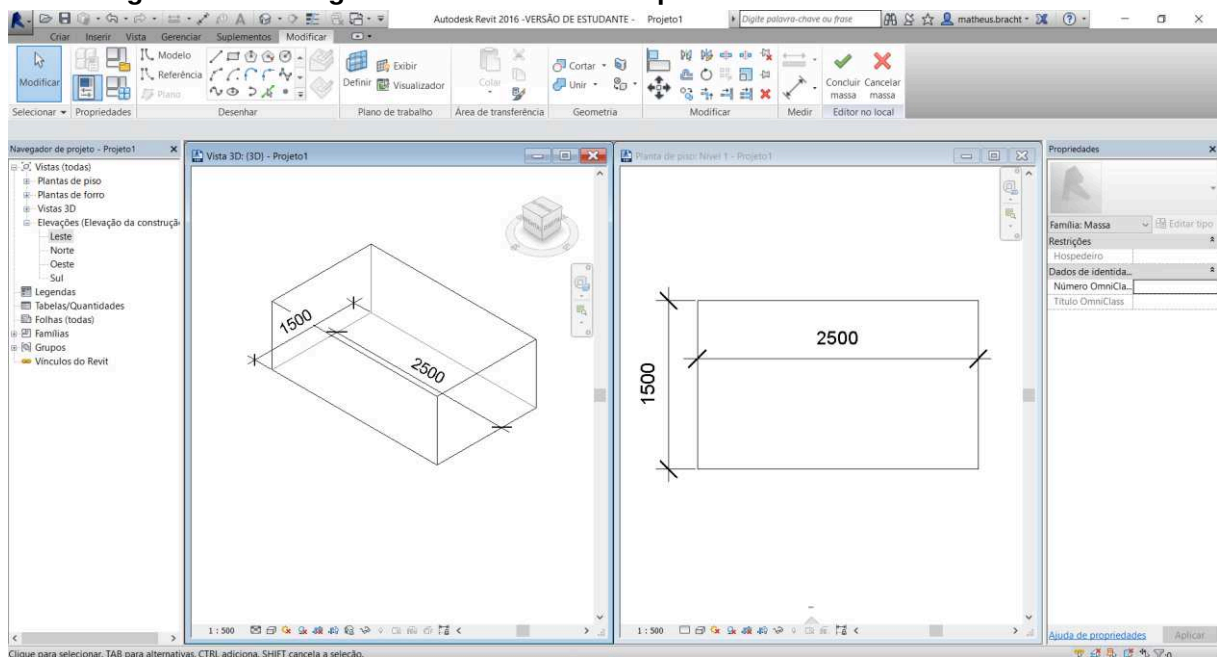 Autodesk Revit 2016 -VERSÃO DE ESTUDANTE - Projeto1
Digite palavra-chave ou frase
matheus.bracht
Criar Inserir Vista Gerenciar Suplementos Modificar
Modificar
Modelo
Referência
Plano
Definir
Exibir
Visualizador
Colar
Cortar
Unir
Concluir massa
Cancelar massa
Selecionar Propriedades Desenhar Plano de trabalho Área de transferência Geometria Modificar Medir Editor no local
Navegador de projeto - Projeto1
Vistas (todas)
Plantas de piso
Plantas de forro
Vistas 3D
Elevações (Elevação da construçã
Leste
Norte
Oeste
Sul
Legendas
Tabelas/Quantidades
Folhas (todas)
Famílias
Grupos
Vínculos do Revit
Vista 3D: {3D} - Projeto1
1500
2500
1 : 500
Planta de piso: Nível 1 - Projeto1
2500
1500
1 : 500
Propriedades
Família: Massa
Editar tipo
Restrições
Hospedeiro
Dados de identida...
Número OmniCla...
Título OmniClass
Ajuda de propriedades
Aplicar
Clique para selecionar, TAB para alternativas, CTRL adiciona, SHIFT cancela a seleção.